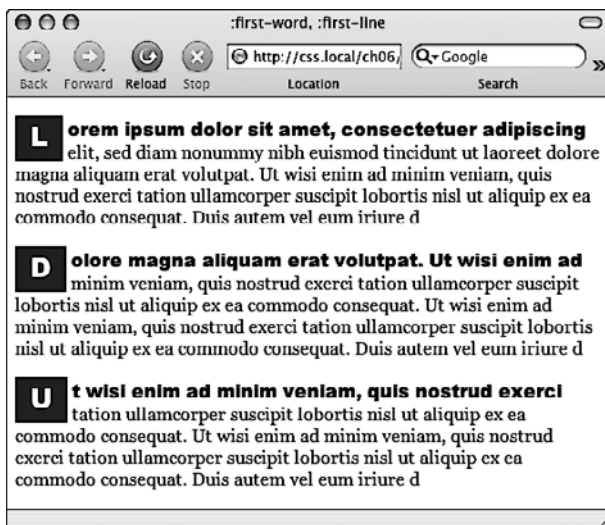 :first-word, :first-line
http://css.local/ch06/ Google
Back Forward Reload Stop Location Search
Lorem ipsum dolor sit amet, consectetuer adipiscing
elit, sed diam nonummy nibh euismod tincidunt ut laoreet dolore
magna aliquam erat volutpat. Ut wisi enim ad minim veniam, quis
nostrud exerci tation ullamcorper suscipit lobortis nisl ut aliquip ex ea
commodo consequat. Duis autem vel eum iriure d
Dolore magna aliquam erat volutpat. Ut wisi enim ad
minim veniam, quis nostrud exerci tation ullamcorper suscipit
lobortis nisl ut aliquip ex ea commodo consequat. Ut wisi enim ad
minim veniam, quis nostrud exerci tation ullamcorper suscipit lobortis
nisl ut aliquip ex ea commodo consequat. Duis autem vel eum iriure d
Ut wisi enim ad minim veniam, quis nostrud exerci
tation ullamcorper suscipit lobortis nisl ut aliquip ex ea
commodo consequat. Ut wisi enim ad minim veniam, quis nostrud
exerci tation ullamcorper suscipit lobortis nisl ut aliquip ex ea
commodo consequat. Duis autem vel eum iriure d